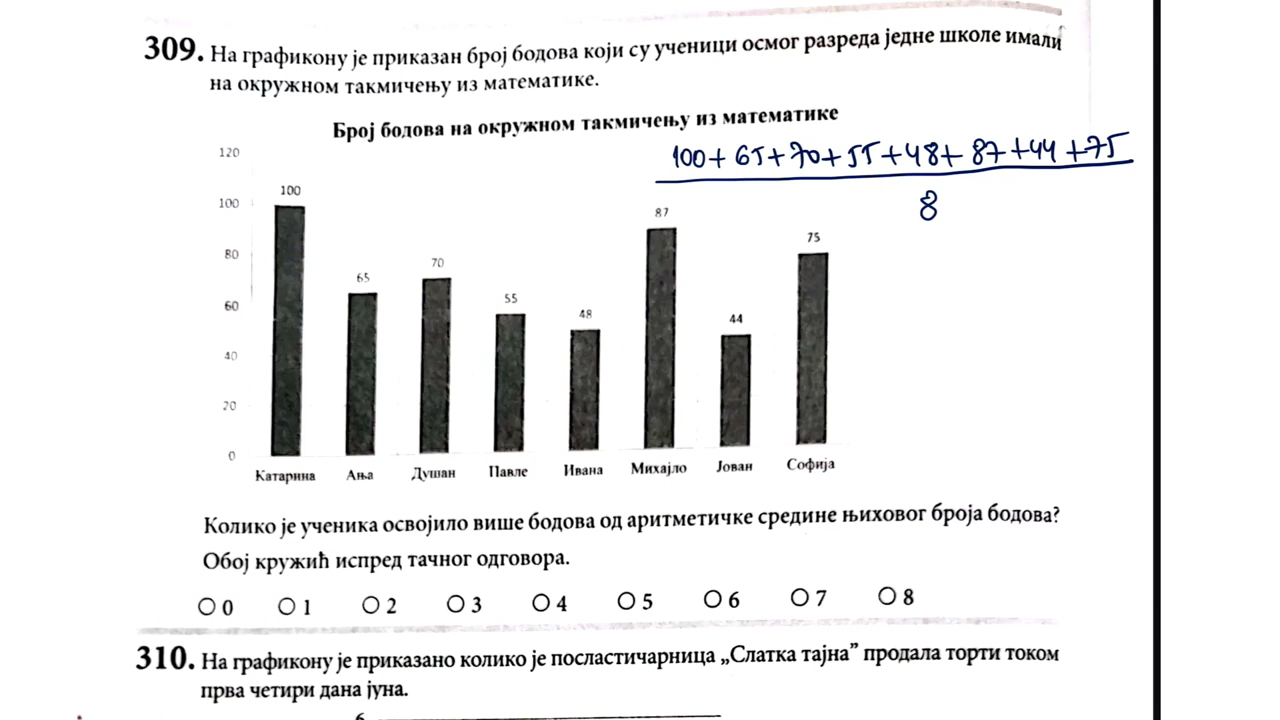 309. На графикону је приказан број бодова који су ученици осмог разреда једне школе имали
на окружном такмичењу из математике.
Број бодова на окружном такмичењу из математике
100+65+70+55+48+87+44+75
8
120
100
80
60
40
20
0
100
65
70
55
48
87
44
75
Катарина Ања Душан Павле Ивана Михајло Јован Софија
Колико је ученика освојило више бодова од аритметичке средине њиховог броја бодова?
Обој кружић испред тачног одговора.
0 1 2 3 4 5 6 7 8
310. На графикону је приказано колико је посластичарница „Слатка тајна” продала торти током
прва четири дана јуна.
6